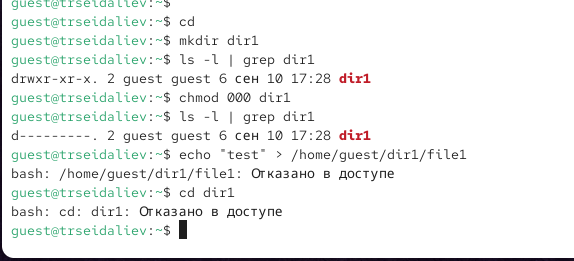 guest@trseidaliev:~$
guest@trseidaliev:~$ cd
guest@trseidaliev:~$ mkdir dir1
guest@trseidaliev:~$ ls -l | grep dir1
drwxr-xr-x. 2 guest guest 6 сен 10 17:28 dir1
guest@trseidaliev:~$ chmod 000 dir1
guest@trseidaliev:~$ ls -l | grep dir1
d---------. 2 guest guest 6 сен 10 17:28 dir1
guest@trseidaliev:~$ echo "test" > /home/guest/dir1/file1
bash: /home/guest/dir1/file1: Отказано в доступе
guest@trseidaliev:~$ cd dir1
bash: cd: dir1: Отказано в доступе
guest@trseidaliev:~$